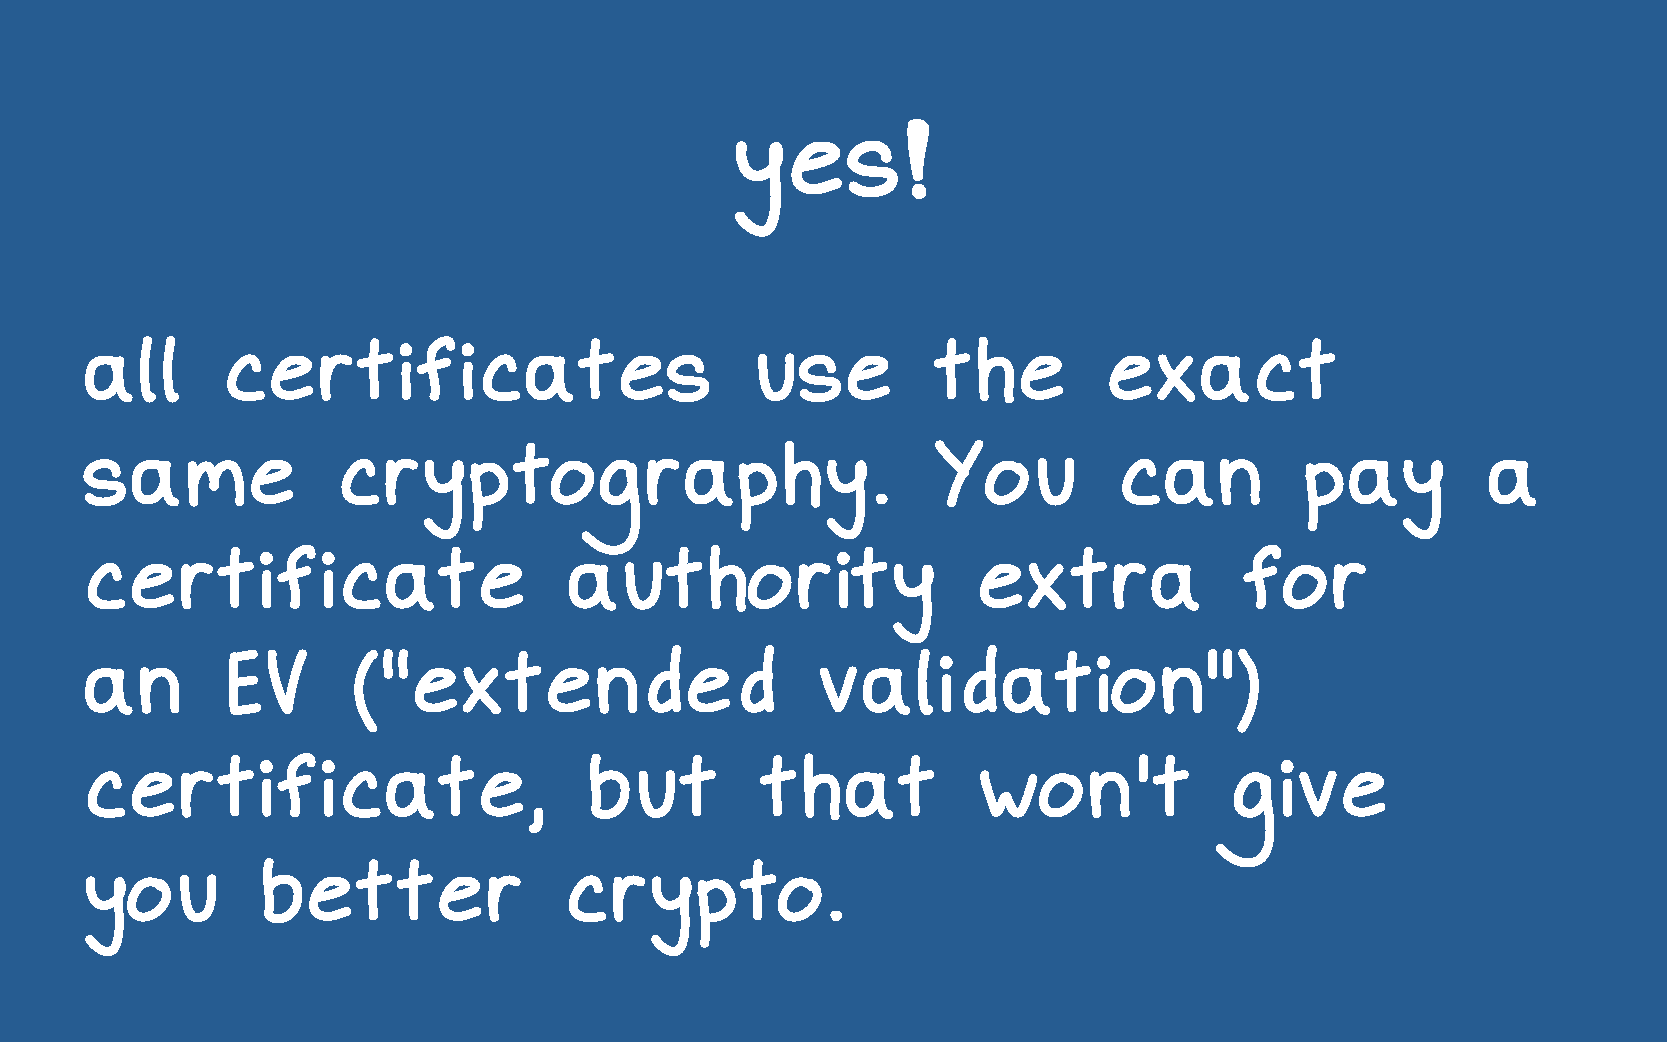 yes!
all certificates use the exact
same cryptography. You can pay a
certificate authority extra for
an EV ("extended validation")
certificate, but that won't give
you better crypto.